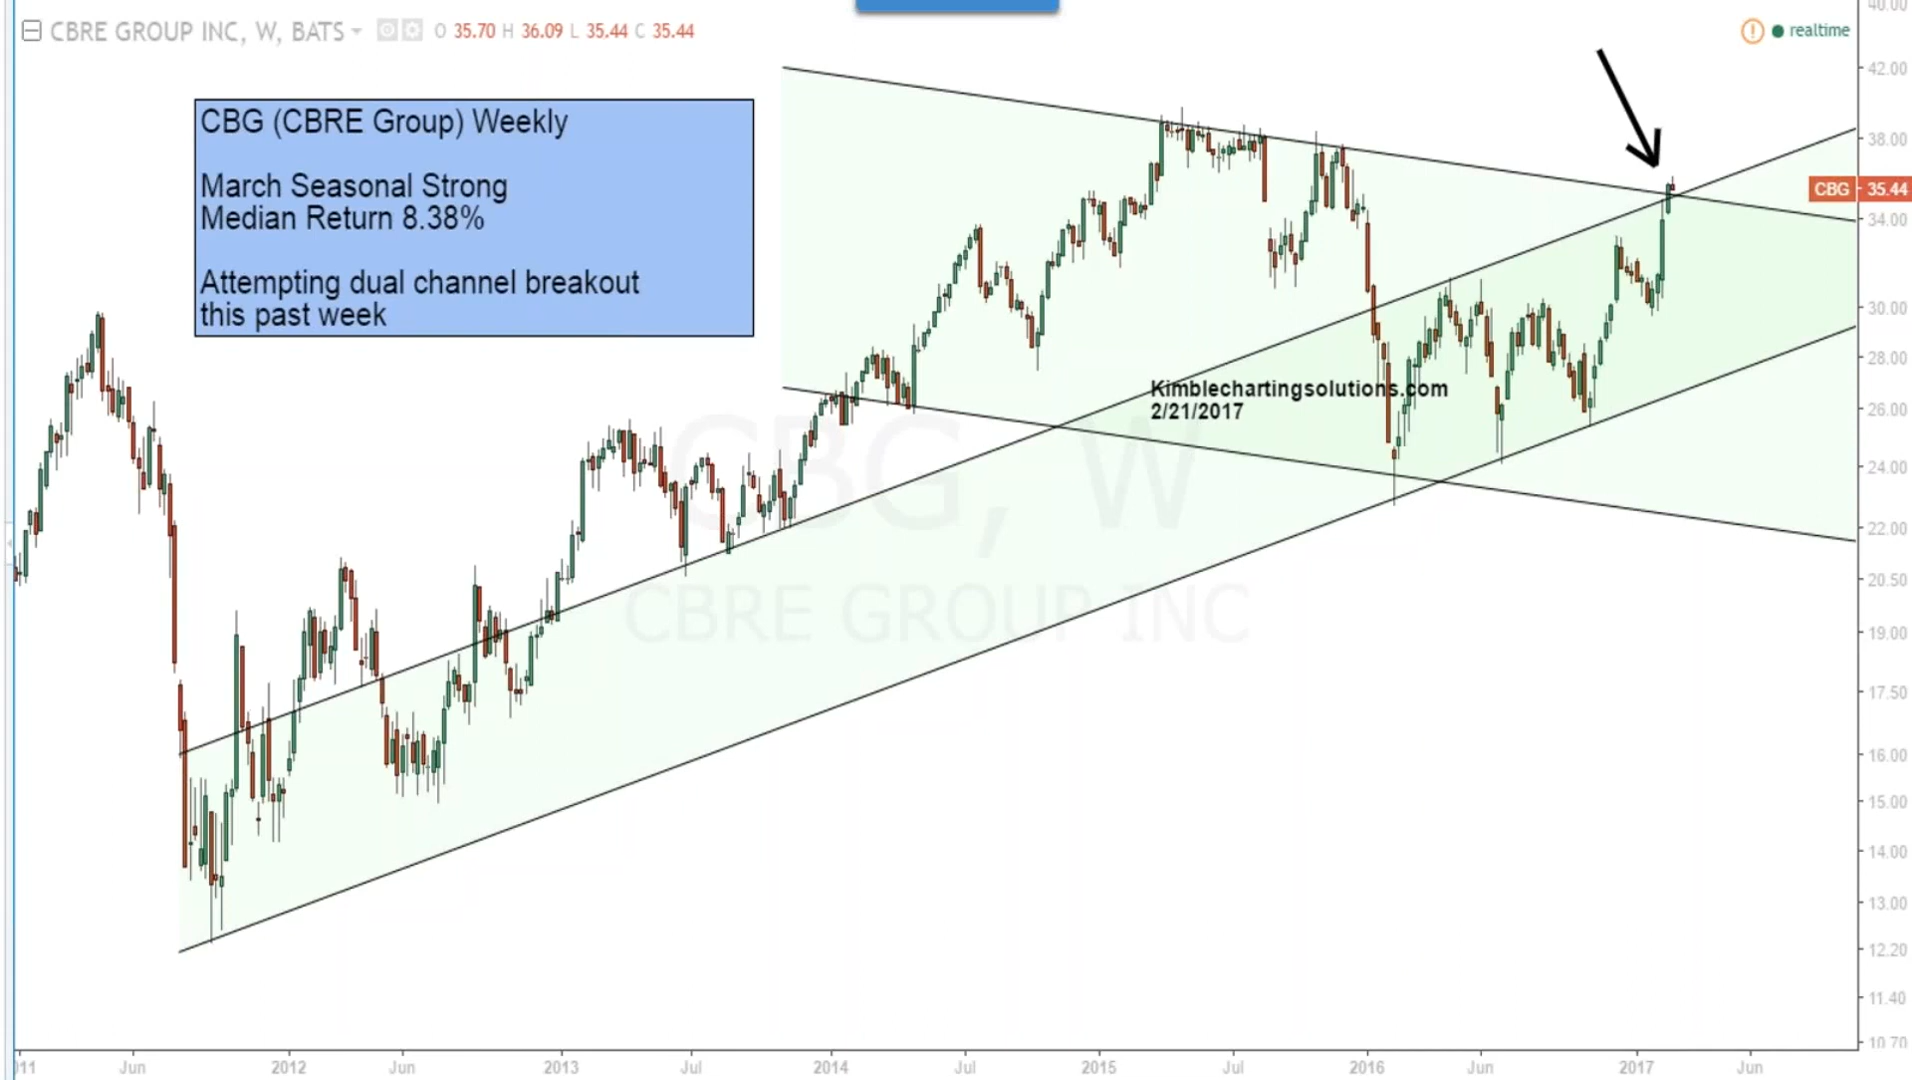 CBRE GROUP INC, W, BATS O 35.70 H 36.09 L 35.44 C 35.44
realtime
CBG (CBRE Group) Weekly
March Seasonal Strong
Median Return 8.38%
Attempting dual channel breakout
this past week
Kimblechartingsolutions.com
2/21/2017
CBG, W
CBRE GROUP INC
40.00
42.00
38.00
CBG 35.44
34.00
30.00
28.00
26.00
24.00
22.00
20.50
19.00
17.50
16.00
15.00
14.00
13.00
12.20
11.40
10.70
Jun 2012 Jun 2013 Jul 2014 Jul 2015 Jul 2016 Jun 2017 Jun